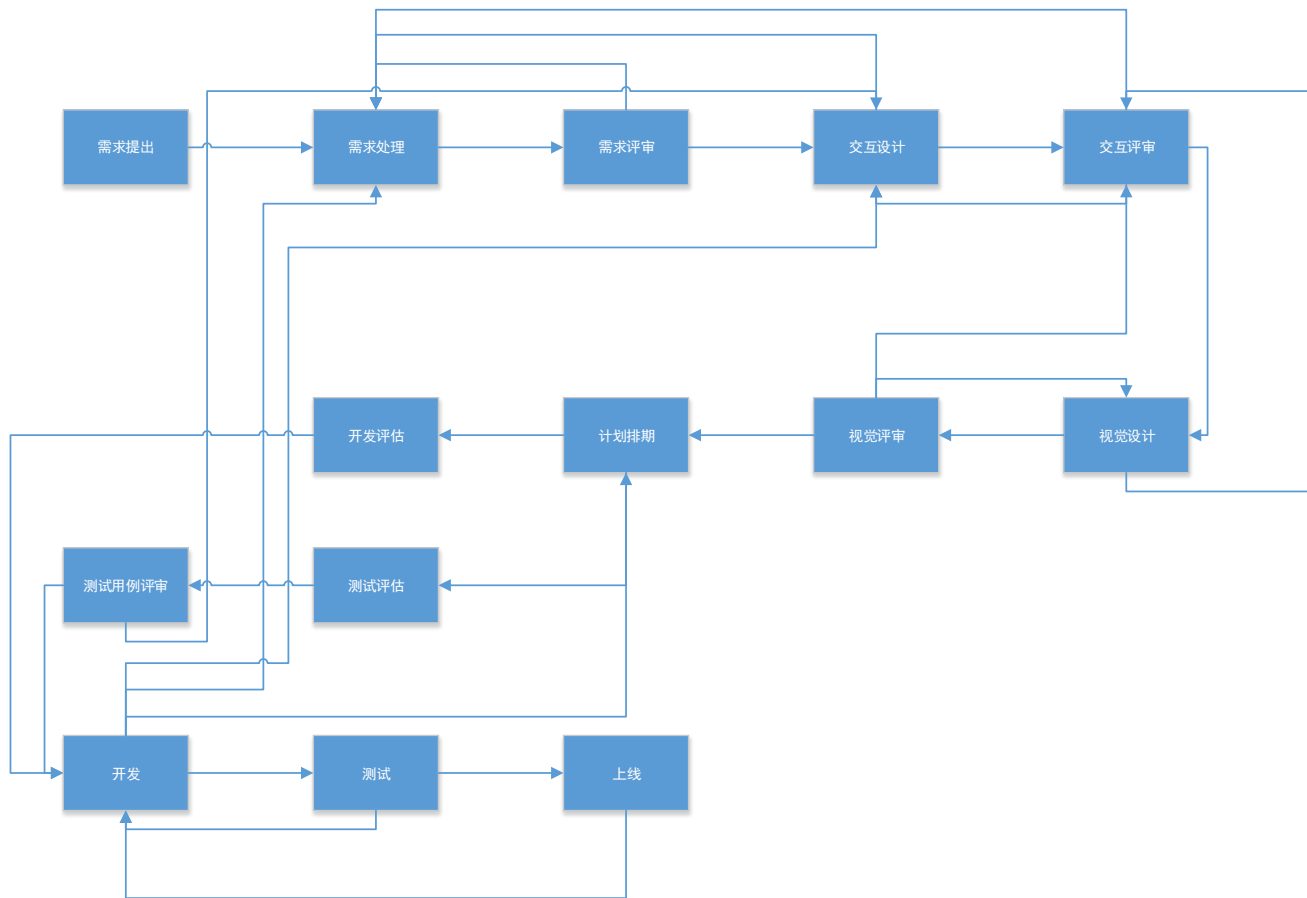 需求提出
需求处理
需求评审
交互设计
交互评审
开发评估
计划排期
视觉评审
视觉设计
测试用例评审
测试评估
开发
测试
上线